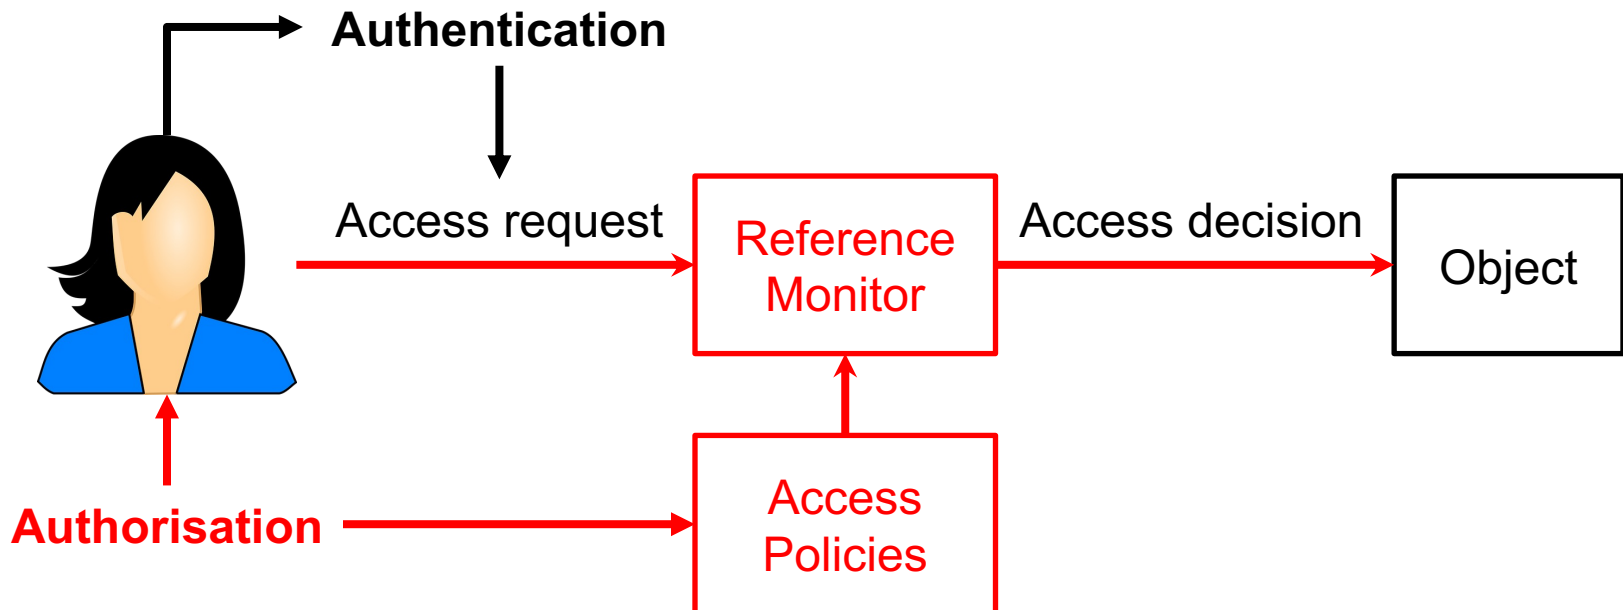 Authentication
Access request
Reference
Monitor
Access decision
Object
Authorisation
Access
Policies